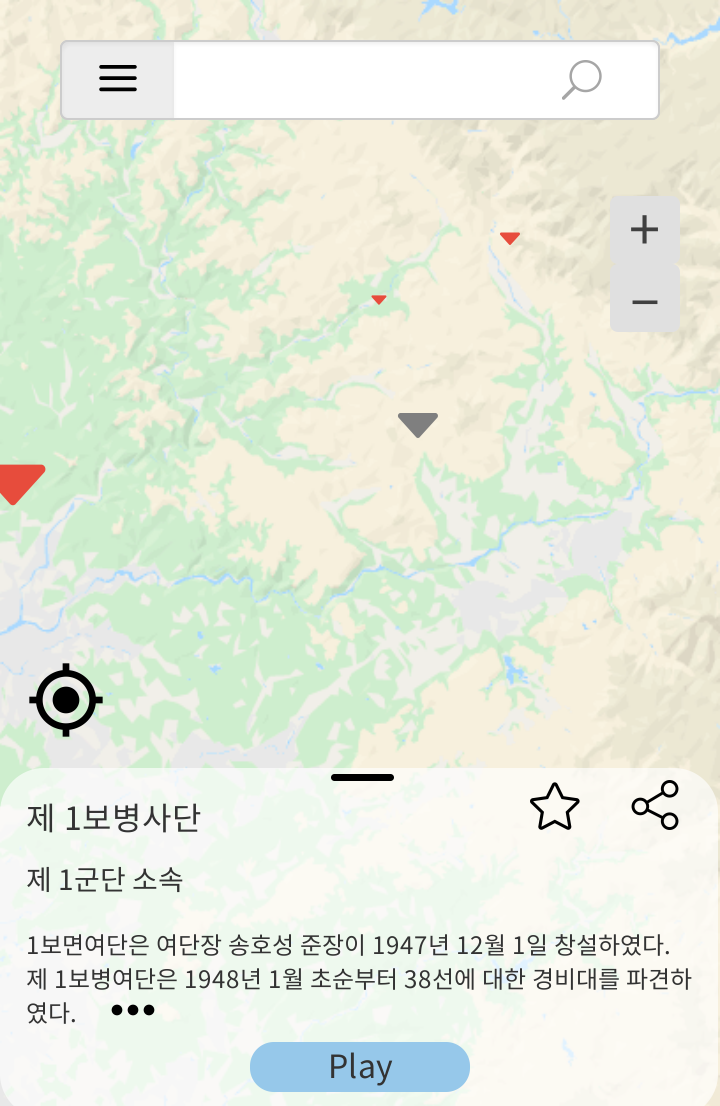 +
−
제 1보병사단
제 1군단 소속
1보면여단은 여단장 송호성 준장이 1947년 12월 1일 창설하였다.
제 1보병여단은 1948년 1월 초순부터 38선에 대한 경비대를 파견하
였다. •••
Play